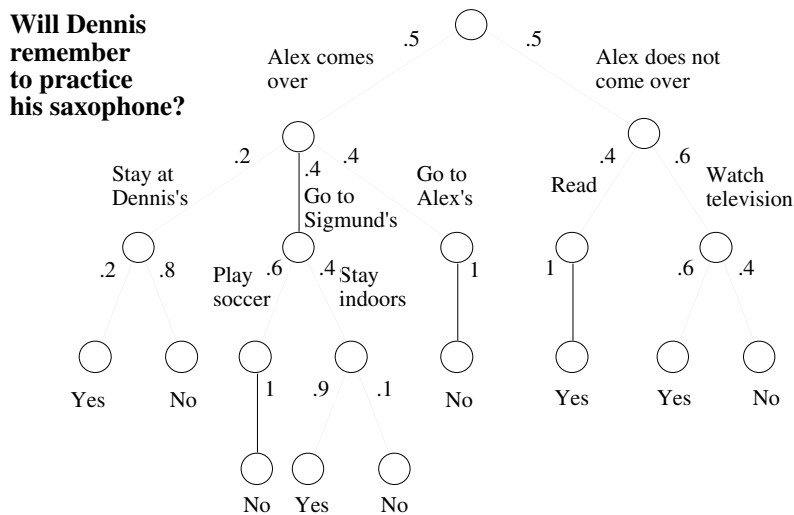 Will Dennis
remember
to practice
his saxophone?
.5
.5
Alex comes
over
Alex does not
come over
.2
.4
.4
.4
.6
Stay at
Dennis's
Go to
Sigmund's
Go to
Alex's
Read
Watch
television
.2
.8
Play
soccer
.6
.4
Stay
indoors
1
1
.6
.4
Yes
No
1
.9
.1
No
Yes
Yes
No
No
Yes
No